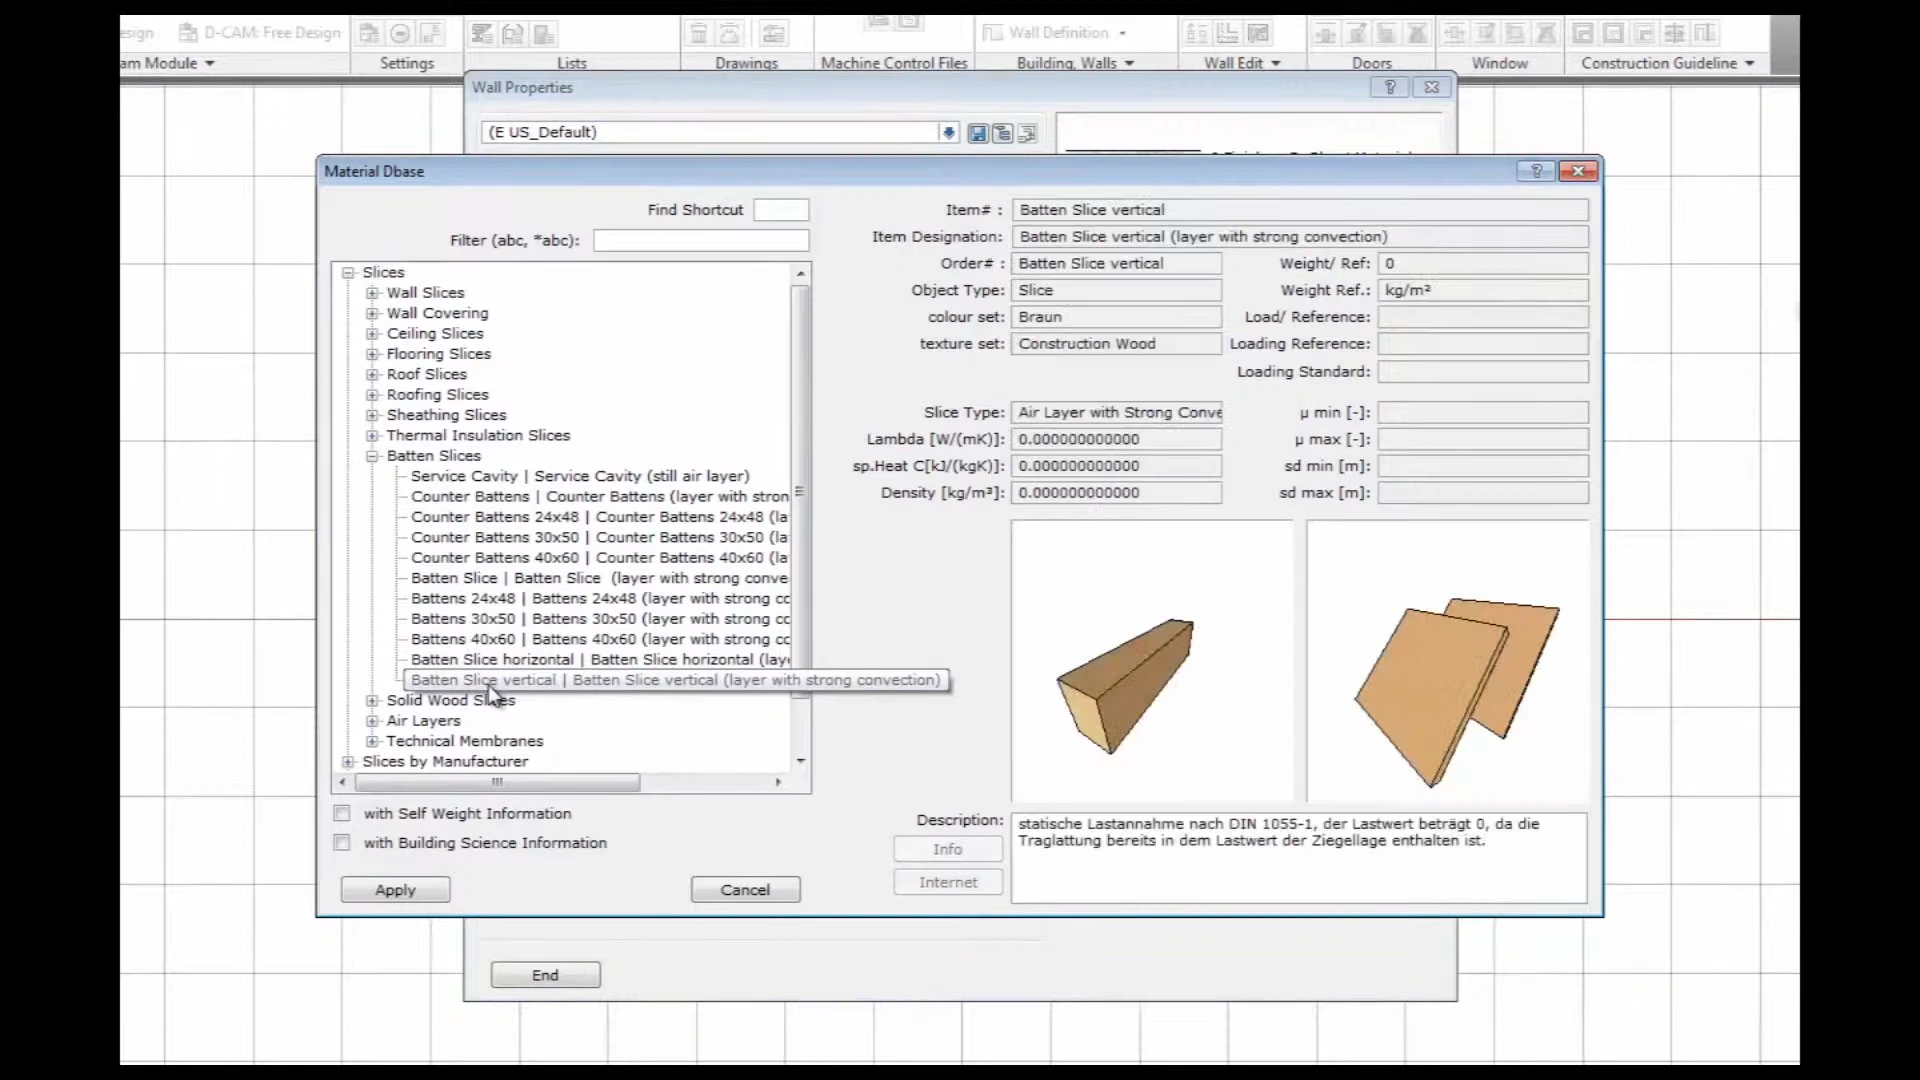 esign
D-CAM: Free Design
Wall Definition
am Module
Settings
Lists
Drawings
Machine Control Files
Building, Walls
Wall Edit
Doors
Window
Construction Guideline
Wall Properties
(E US_Default)
Material Dbase
Find Shortcut
Filter (abc, *abc):
Slices
Wall Slices
Wall Covering
Ceiling Slices
Flooring Slices
Roof Slices
Roofing Slices
Sheathing Slices
Thermal Insulation Slices
Batten Slices
Service Cavity | Service Cavity (still air layer)
Counter Battens | Counter Battens (layer with stron
Counter Battens 24x48 | Counter Battens 24x48 (la
Counter Battens 30x50 | Counter Battens 30x50 (la
Counter Battens 40x60 | Counter Battens 40x60 (la
Batten Slice | Batten Slice (layer with strong conve
Battens 24x48 | Battens 24x48 (layer with strong cc
Battens 30x50 | Battens 30x50 (layer with strong cc
Battens 40x60 | Battens 40x60 (layer with strong cc
Batten Slice horizontal | Batten Slice horizontal (laye
Batten Slice vertical | Batten Slice vertical (layer with strong convection)
Solid Wood Slices
Air Layers
Technical Membranes
Slices by Manufacturer
with Self Weight Information
with Building Science Information
Apply
Cancel
Item# : Batten Slice vertical
Item Designation: Batten Slice vertical (layer with strong convection)
Order# : Batten Slice vertical Weight/ Ref: 0
Object Type: Slice Weight Ref.: kg/m²
colour set: Braun Load/ Reference:
texture set: Construction Wood Loading Reference:
Loading Standard:
Slice Type: Air Layer with Strong Conve µ min [-]:
Lambda [W/(mK)]: 0.000000000000 µ max [-]:
sp.Heat C[kJ/(kgK]: 0.000000000000 sd min [m]:
Density [kg/m³]: 0.000000000000 sd max [m]:
Description:
statische Lastannahme nach DIN 1055-1, der Lastwert beträgt 0, da die
Traglattung bereits in dem Lastwert der Ziegellage enthalten ist.
Info
Internet
End